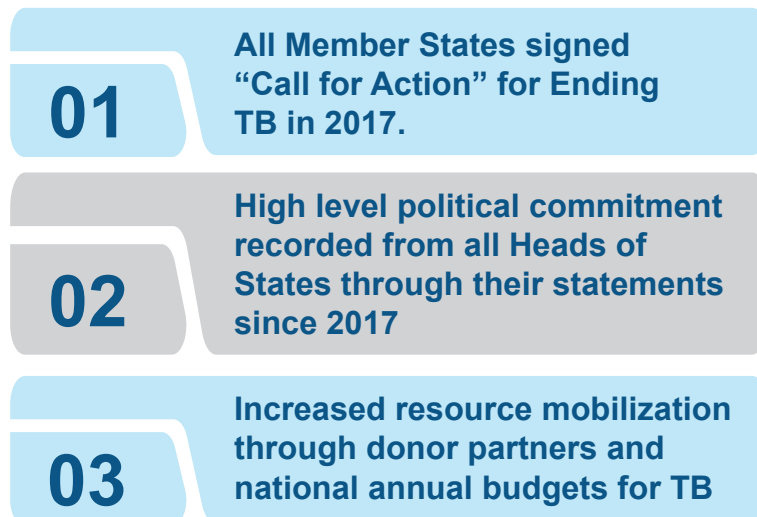 01
All Member States signed
“Call for Action” for Ending
TB in 2017.
02
High level political commitment
recorded from all Heads of
States through their statements
since 2017
03
Increased resource mobilization
through donor partners and
national annual budgets for TB